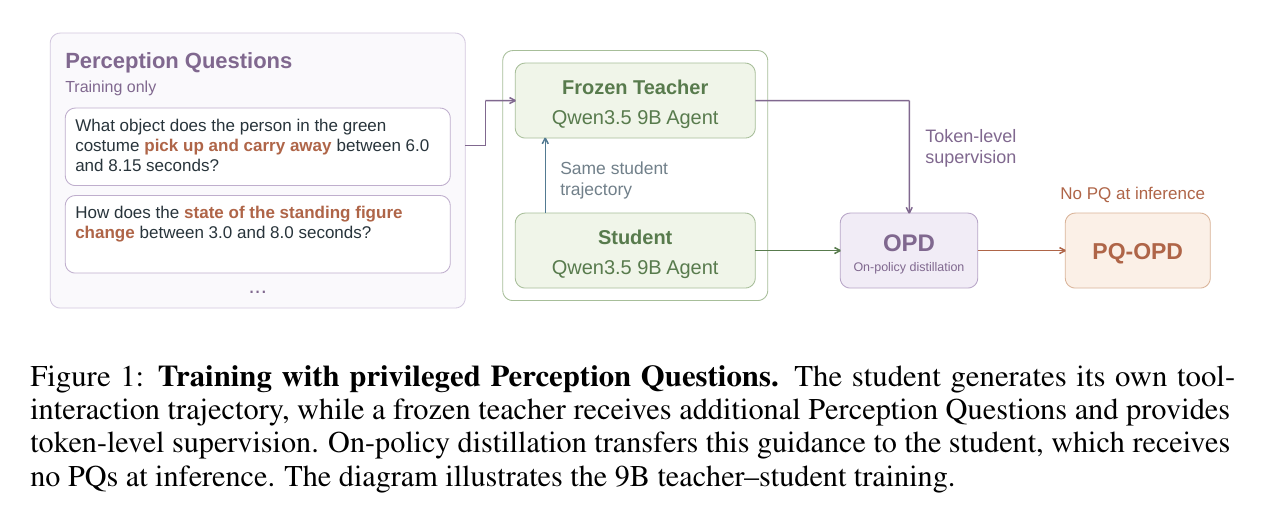 Perception Questions
Training only
What object does the person in the green
costume pick up and carry away between 6.0
and 8.15 seconds?
How does the state of the standing figure
change between 3.0 and 8.0 seconds?
...
Frozen Teacher
Qwen3.5 9B Agent
Same student
trajectory
Student
Qwen3.5 9B Agent
Token-level
supervision
OPD
On-policy distillation
No PQ at inference
PQ-OPD
Figure 1: Training with privileged Perception Questions. The student generates its own tool-
interaction trajectory, while a frozen teacher receives additional Perception Questions and provides
token-level supervision. On-policy distillation transfers this guidance to the student, which receives
no PQs at inference. The diagram illustrates the 9B teacher–student training.